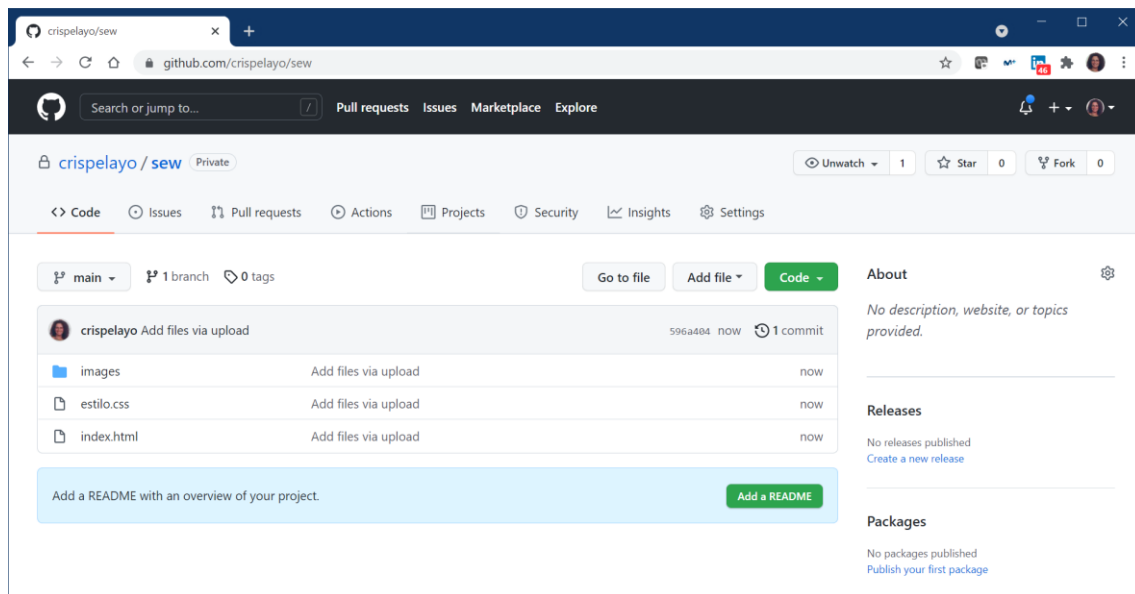 crispelayo/sew
github.com/crispelayo/sew
46
Search or jump to... /
Pull requests Issues Marketplace Explore
crispelayo / sew Private
Unwatch 1 Star 0 Fork 0
<> Code Issues Pull requests Actions Projects Security Insights Settings
main 1 branch 0 tags Go to file Add file Code
crispelayo Add files via upload 596a404 now 1 commit
images Add files via upload now
estilo.css Add files via upload now
index.html Add files via upload now
Add a README with an overview of your project. Add a README
About
No description, website, or topics
provided.
Releases
No releases published
Create a new release
Packages
No packages published
Publish your first package